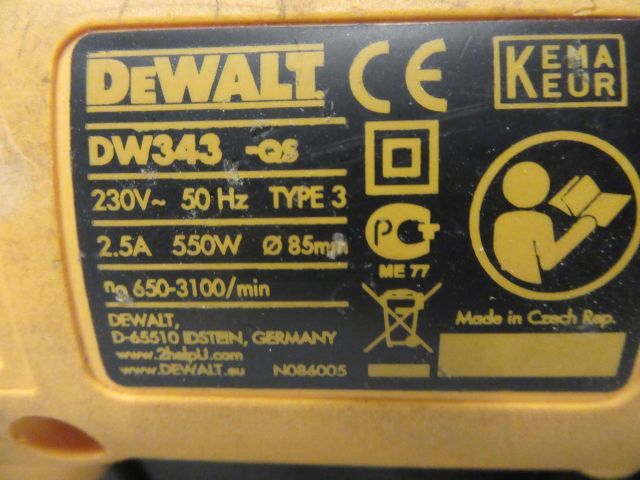 DEWALT
CE
KEMA
KEUR
DW343 -QS
230V~ 50 Hz TYPE 3
2.5A 550W Ø 85mm
n₀ 650-3100/min
ME 77
DEWALT,
D-65510 IDSTEIN, GERMANY
www.2helpU.com
www.DEWALT.eu N086005
Made in Czech Rep.